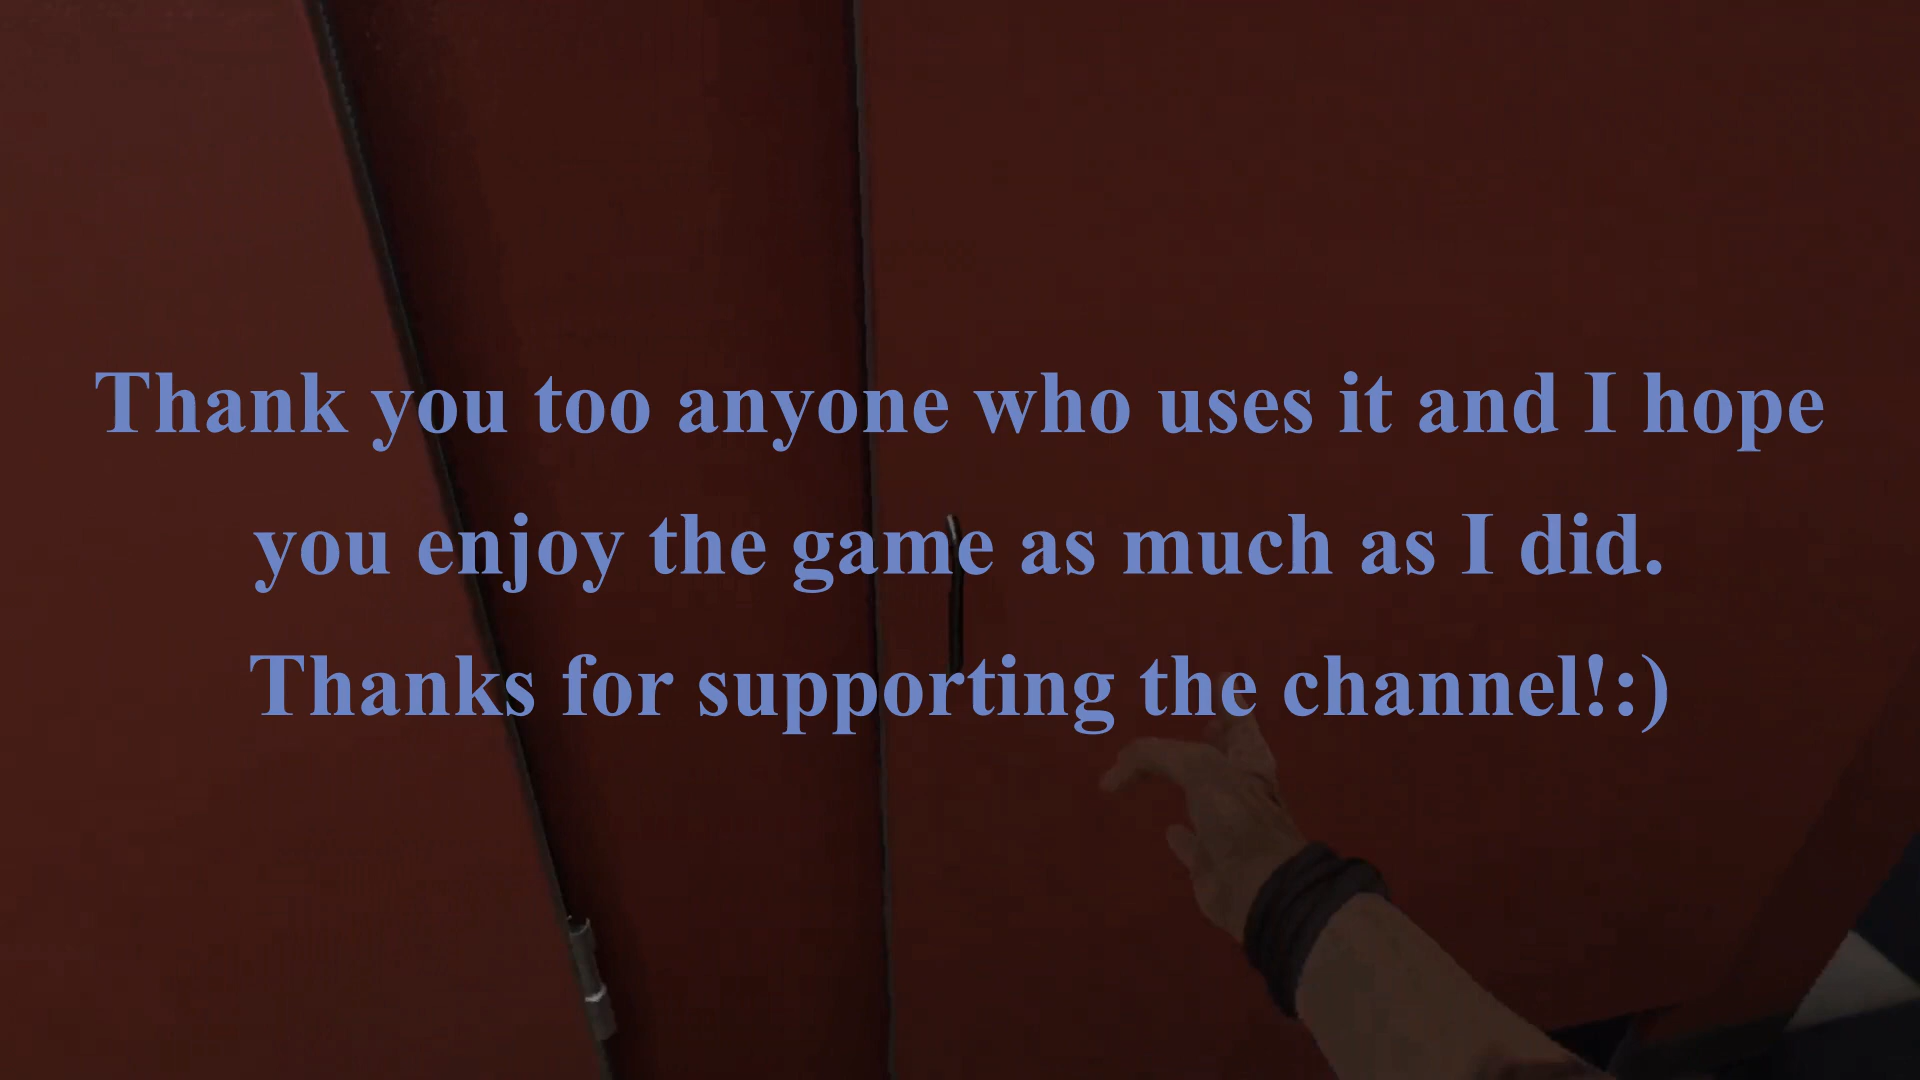 Thank you too anyone who uses it and I hope
you enjoy the game as much as I did.
Thanks for supporting the channel!:)